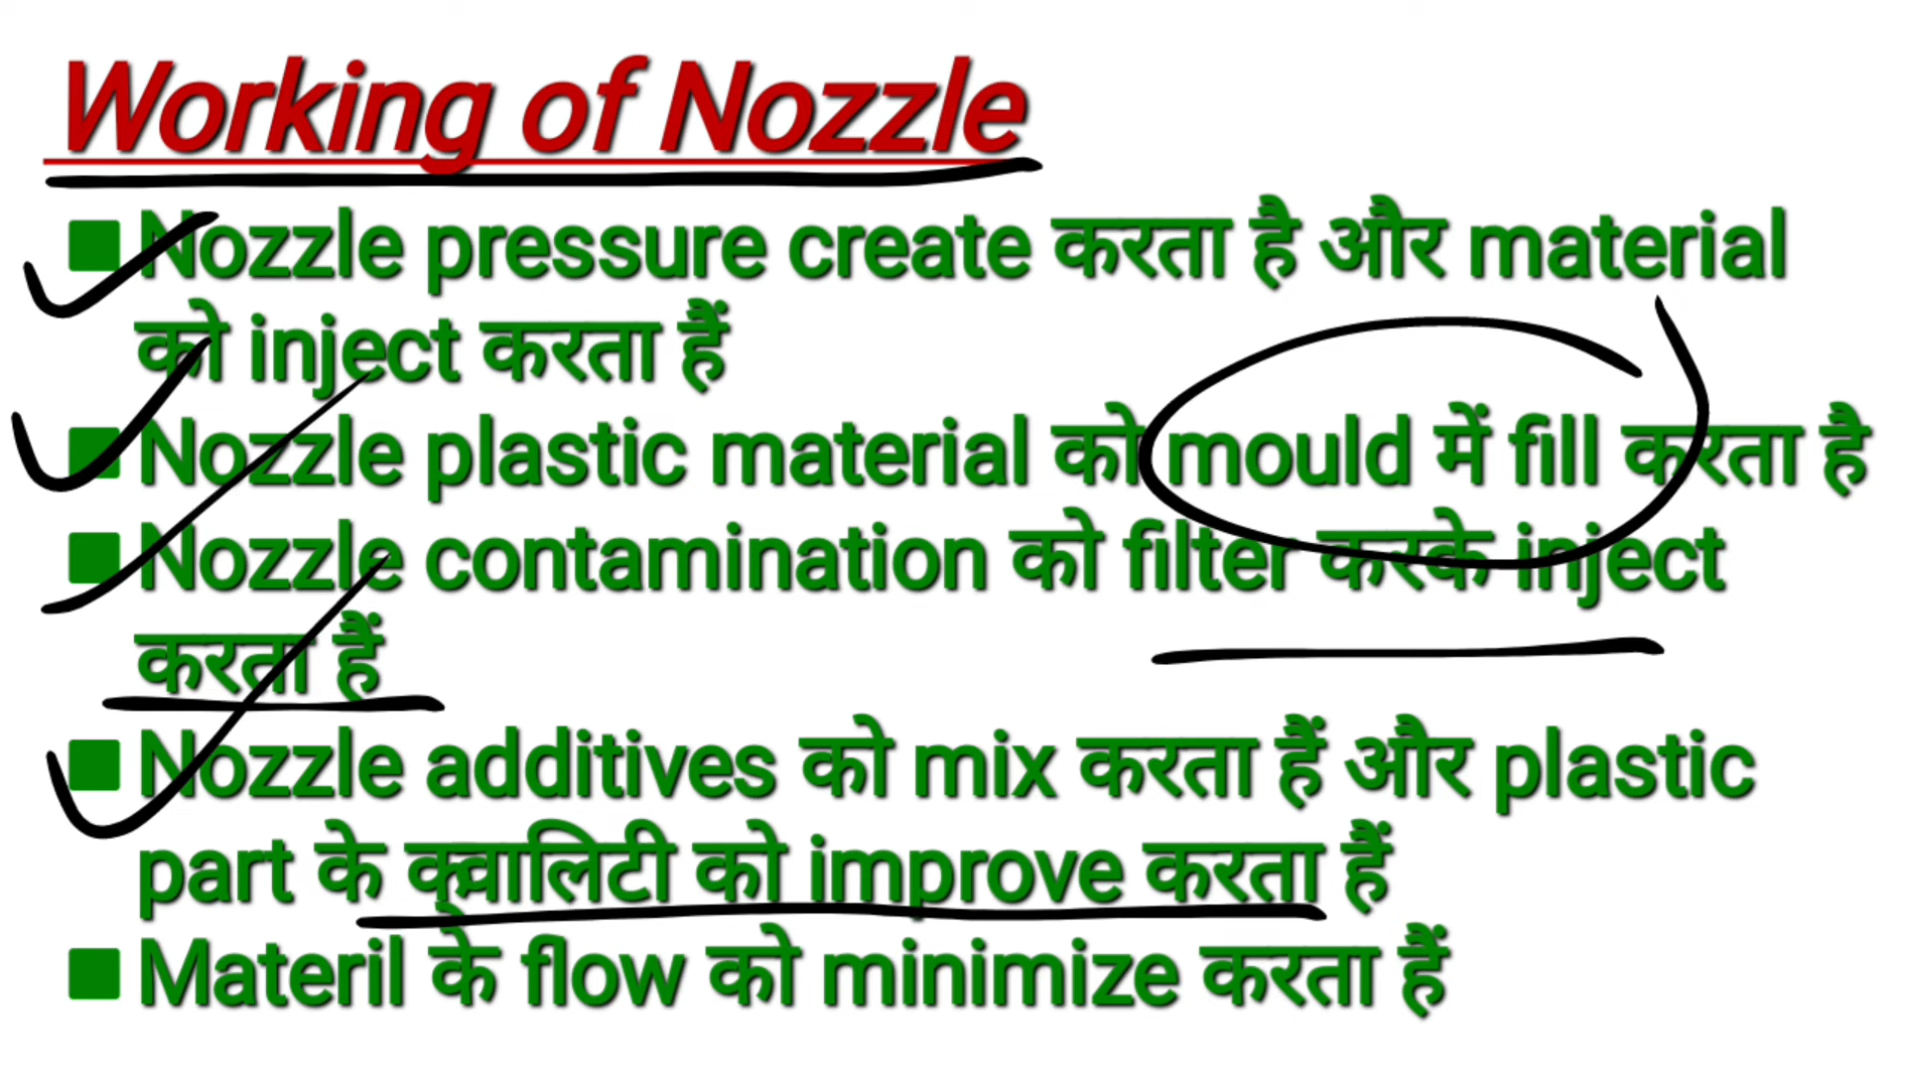 Working of Nozzle
Nozzle pressure create करता है और material
को inject करता हैं
Nozzle plastic material को mould में fill करता है
Nozzle contamination को filter करके inject
करता हैं
Nozzle additives को mix करता हैं और plastic
part के क्वालिटी को improve करता हैं
Materil के flow को minimize करता हैं